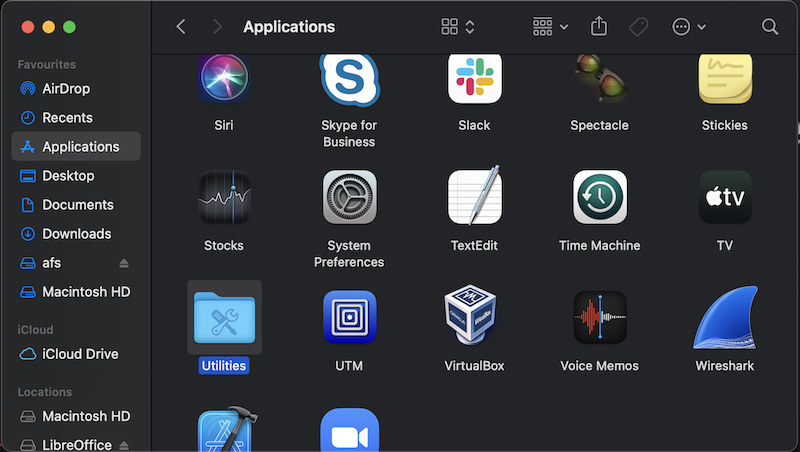 Applications
Favourites
AirDrop
Recents
Applications
Desktop
Documents
Downloads
afs
Macintosh HD
iCloud
iCloud Drive
Locations
Macintosh HD
LibreOffice
Siri
Skype for
Business
Slack
Spectacle
Stickies
Stocks
System
Preferences
TextEdit
Time Machine
tv
TV
Utilities
UTM
VirtualBox
Voice Memos
Wireshark